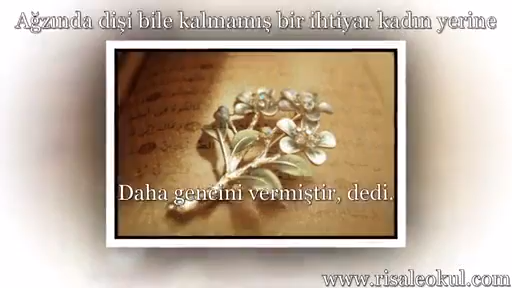 Ağzında dişi bile kalmamış bir ihtiyar kadın yerine
Daha gencini vermiştir, dedi.
www.risaleokul.com